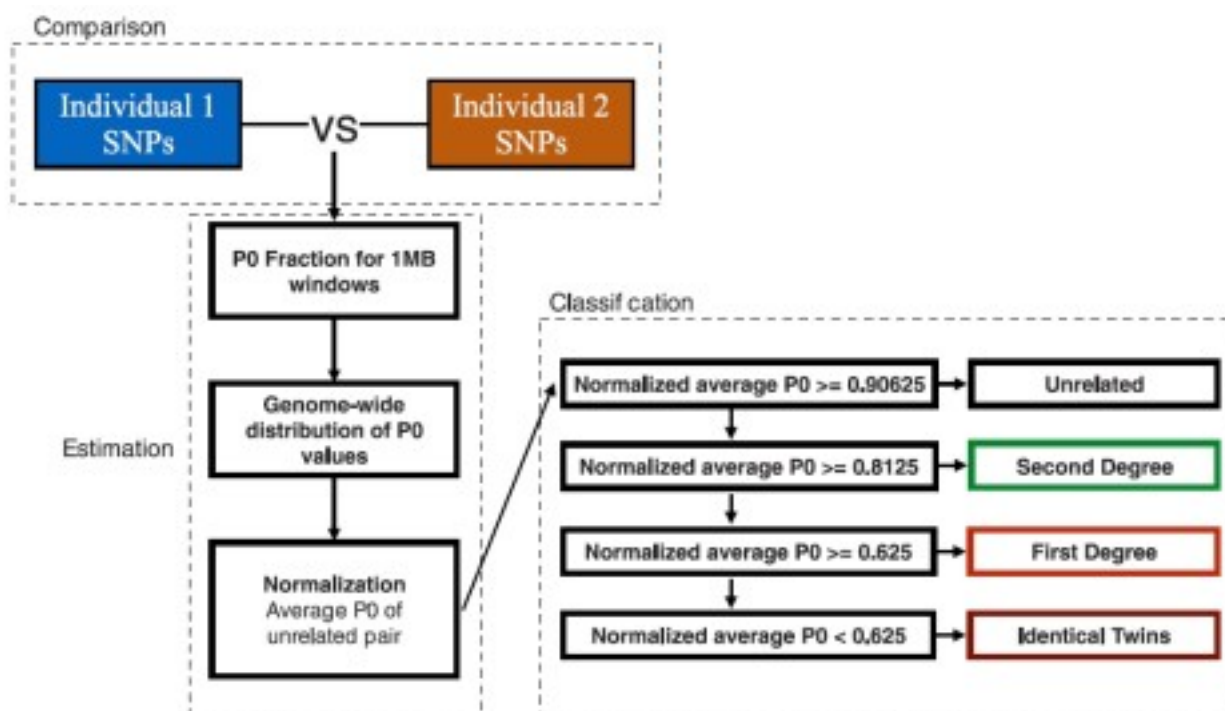 Comparison
Individual 1
SNPs
VS
Individual 2
SNPs
P0 Fraction for 1MB
windows
Genome-wide
distribution of P0
values
Estimation
Normalization
Average P0 of
unrelated pair
Classif cation
Normalized average P0 >= 0.90625
Unrelated
Normalized average P0 >= 0.8125
Second Degree
Normalized average P0 >= 0.625
First Degree
Normalized average P0 < 0.625
Identical Twins